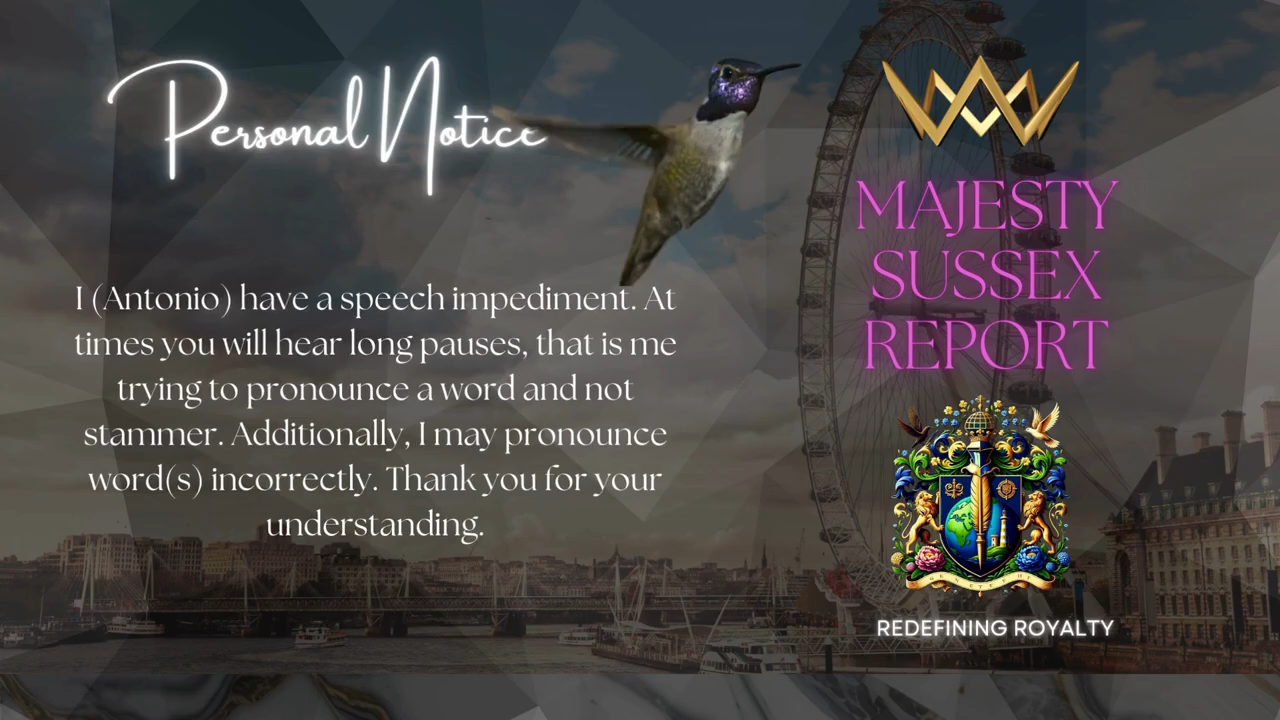 Personal Notice
I (Antonio) have a speech impediment. At
times you will hear long pauses, that is me
trying to pronounce a word and not
stammer. Additionally, I may pronounce
word(s) incorrectly. Thank you for your
understanding.
MAJESTY
SUSSEX
REPORT
REDEFINING ROYALTY